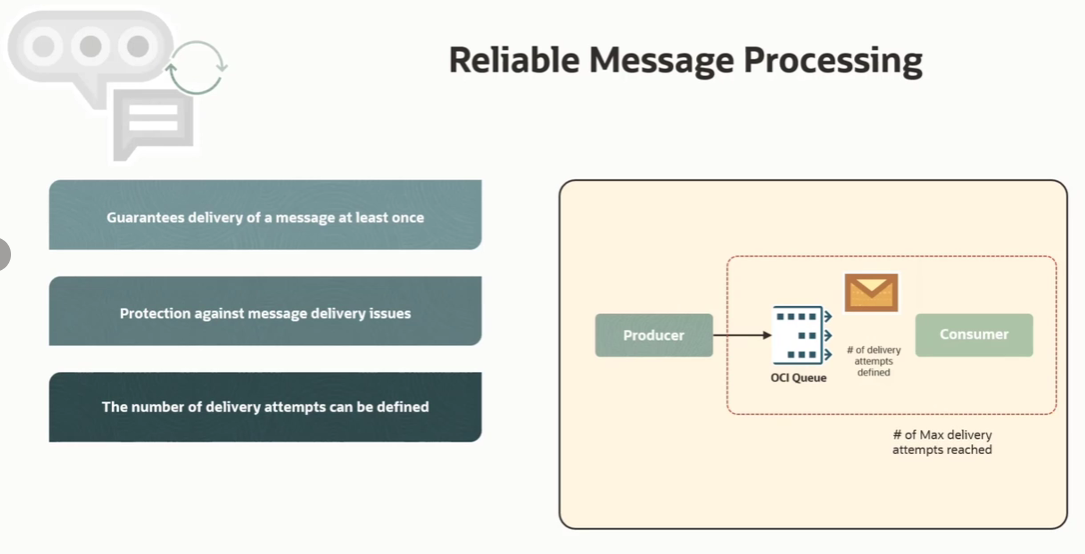 Reliable Message Processing
Guarantees delivery of a message at least once
Protection against message delivery issues
The number of delivery attempts can be defined
Producer
OCI Queue
# of delivery
attempts
defined
Consumer
# of Max delivery
attempts reached